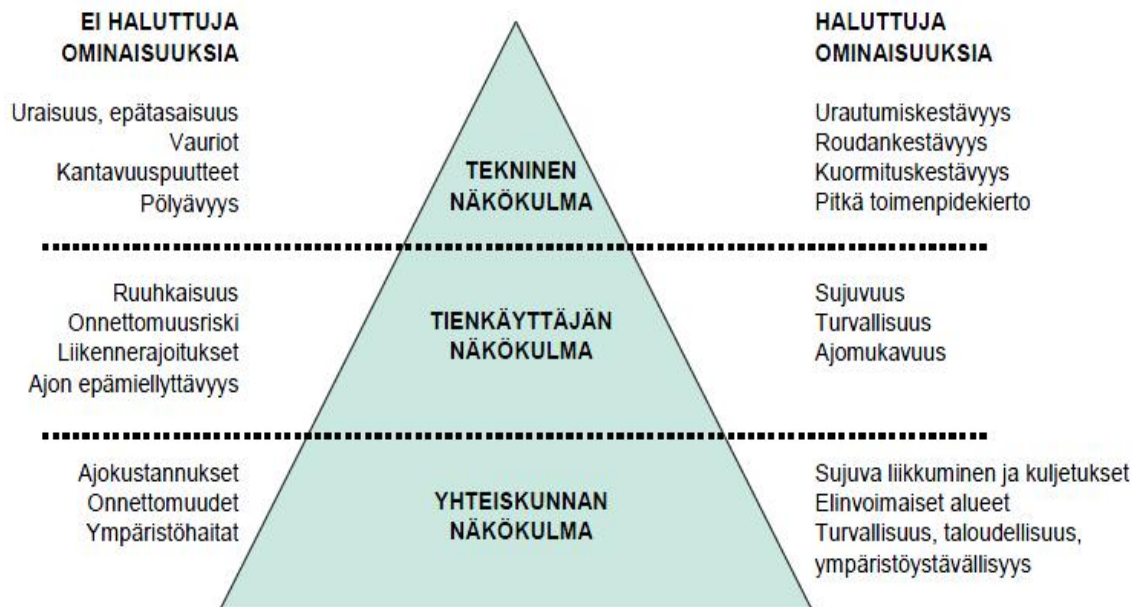 EI HALUTTUJA
OMINAISUUKSIA
HALUTTUJA
OMINAISUUKSIA
Uraisuus, epätasaisuus
Vauriot
Kantavuuspuutteet
Pölyävyys
TEKNINEN
NÄKÖKULMA
Urautumiskestävyys
Roudankestävyys
Kuormituskestävyys
Pitkä toimenpidekierto
Ruuhkaisuus
Onnettomuusriski
Liikennerajoitukset
Ajon epämiellyttävyys
TIENKÄYTTÄJÄN
NÄKÖKULMA
Sujuvuus
Turvallisuus
Ajomukavuus
Ajokustannukset
Onnettomuudet
Ympäristöhaitat
YHTEISKUNNAN
NÄKÖKULMA
Sujuva liikkuminen ja kuljetukset
Elinvoimaiset alueet
Turvallisuus, taloudellisuus,
ympäristöystävällisyys